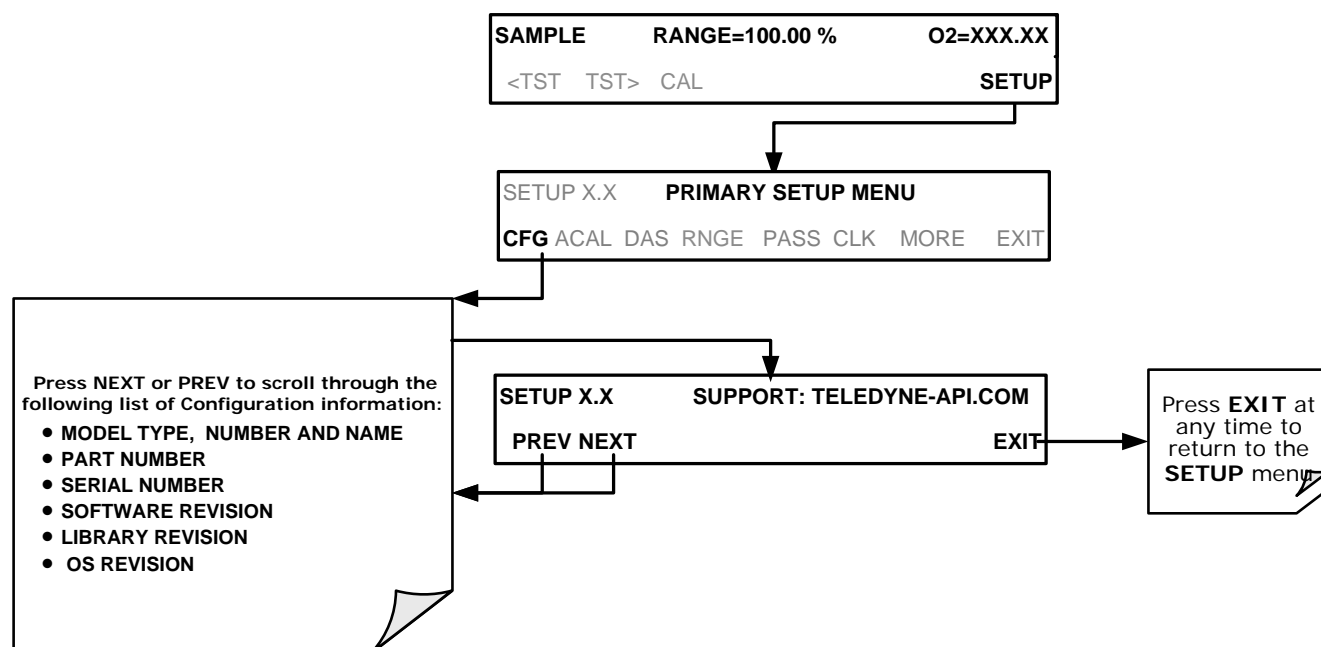 SAMPLE RANGE=100.00 % O2=XXX.XX
<TST TST> CAL SETUP
SETUP X.X PRIMARY SETUP MENU
CFG ACAL DAS RNGE PASS CLK MORE EXIT
Press NEXT or PREV to scroll through the
following list of Configuration information:
• MODEL TYPE, NUMBER AND NAME
• PART NUMBER
• SERIAL NUMBER
• SOFTWARE REVISION
• LIBRARY REVISION
• OS REVISION
SETUP X.X SUPPORT: TELEDYNE-API.COM
PREV NEXT EXIT
Press EXIT at
any time to
return to the
SETUP menu